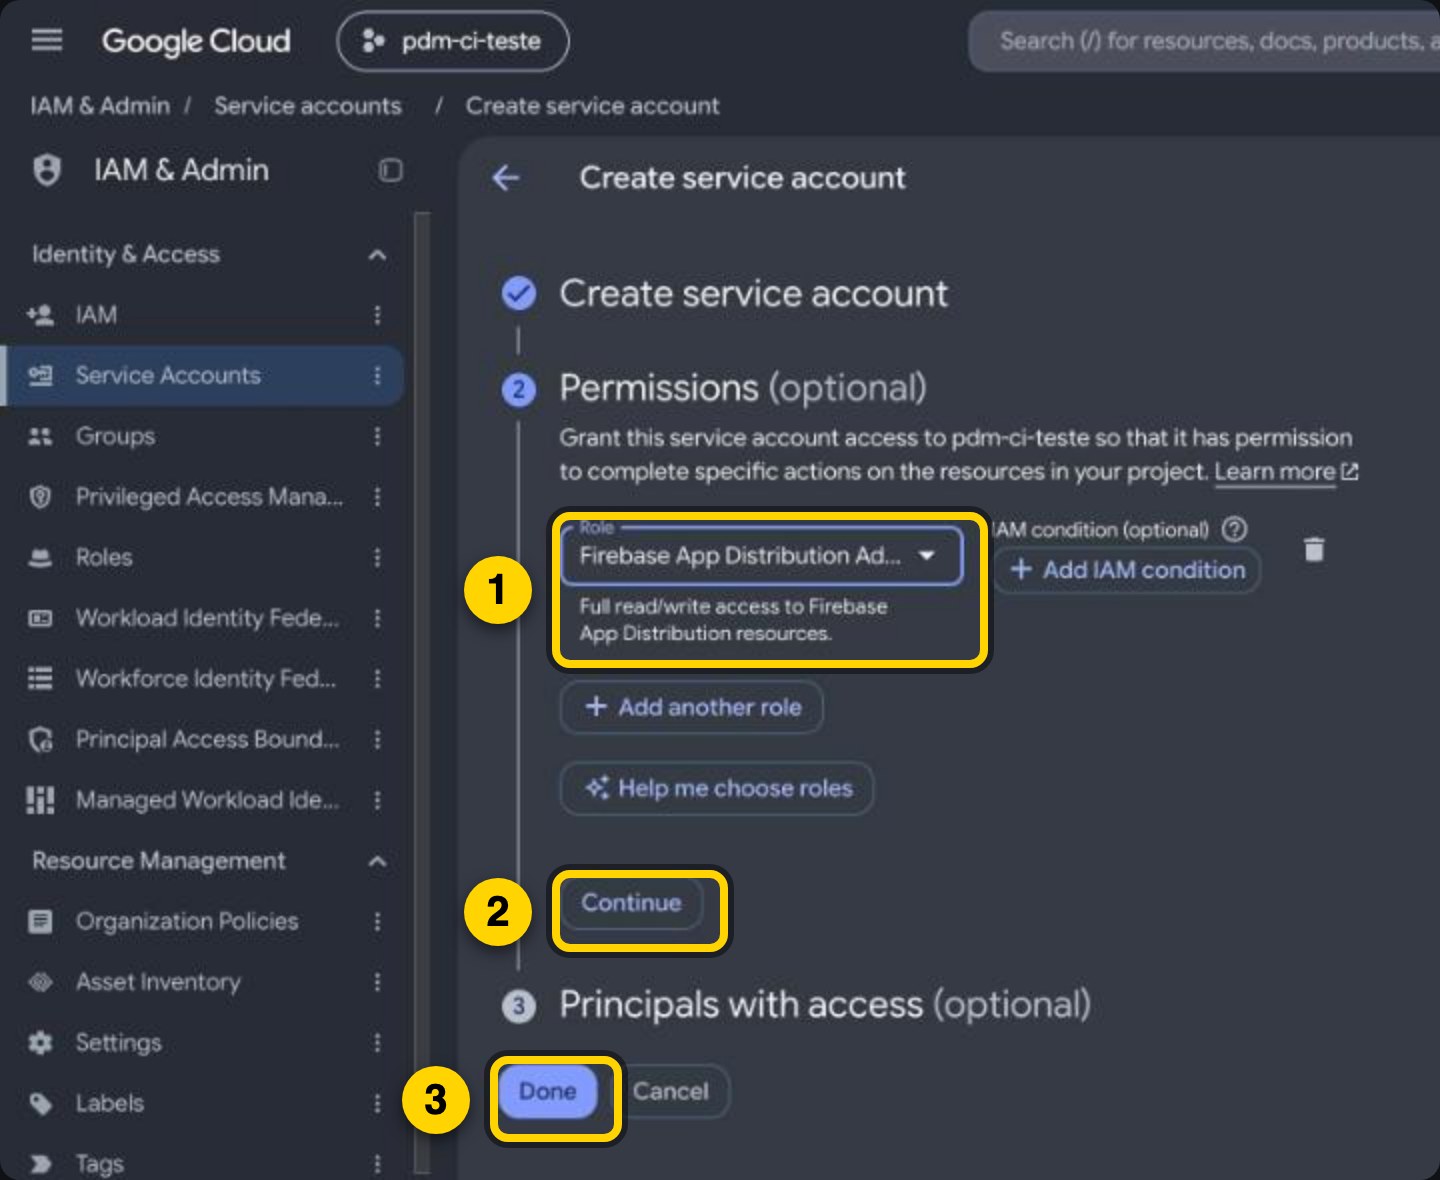 Google Cloud
pdm-ci-teste
Search (/) for resources, docs, products, a
IAM & Admin / Service accounts / Create service account
IAM & Admin
Identity & Access
IAM
Service Accounts
Groups
Privileged Access Mana...
Roles
Workload Identity Fede...
Workforce Identity Fed...
Principal Access Bound...
Managed Workload Ide...
Resource Management
Organization Policies
Asset Inventory
Settings
Labels
Tags
Create service account
Create service account
2 Permissions (optional)
Grant this service account access to pdm-ci-teste so that it has permission
to complete specific actions on the resources in your project. Learn more
1
Role
Firebase App Distribution Ad...
Full read/write access to Firebase
App Distribution resources.
IAM condition (optional) ?
+ Add IAM condition
+ Add another role
Help me choose roles
2
Continue
3 Principals with access (optional)
3
Done
Cancel